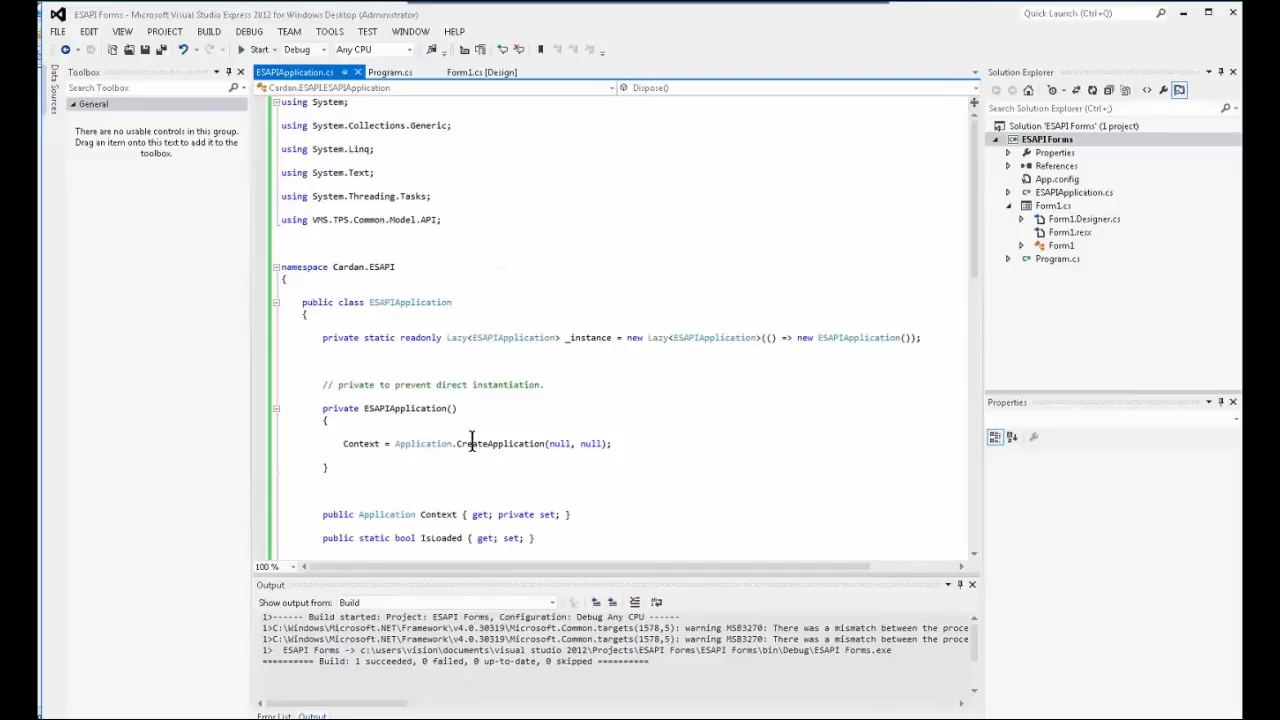 ESAPI Forms - Microsoft Visual Studio Express 2012 for Windows Desktop (Administrator)
Quick Launch (Ctrl+Q)
FILE EDIT VIEW PROJECT BUILD DEBUG TEAM TOOLS TEST WINDOW HELP
Start Debug Any CPU
Data Sources
Toolbox
Search Toolbox
General
There are no usable controls in this group.
Drag an item onto this text to add it to the
toolbox.
ESAPIApplication.cs Program.cs Form1.cs [Design]
Cardan.ESAPI.ESAPIApplication Dispose()
using System;
using System.Collections.Generic;
using System.Linq;
using System.Text;
using System.Threading.Tasks;
using VMS.TPS.Common.Model.API;
namespace Cardan.ESAPI
{
public class ESAPIApplication
{
private static readonly Lazy<ESAPIApplication> _instance = new Lazy<ESAPIApplication>(() => new ESAPIApplication());
// private to prevent direct instantiation.
private ESAPIApplication()
{
Context = Application.CreateApplication(null, null);
}
public Application Context { get; private set; }
public static bool IsLoaded { get; set; }
100 %
Output
Show output from: Build
1>------ Build started: Project: ESAPI Forms, Configuration: Debug Any CPU ------
1>C:\Windows\Microsoft.NET\Framework\v4.0.30319\Microsoft.Common.targets(1578,5): warning MSB3270: There was a mismatch between the proce
1>C:\Windows\Microsoft.NET\Framework\v4.0.30319\Microsoft.Common.targets(1578,5): warning MSB3270: There was a mismatch between the proce
1> ESAPI Forms -> c:\users\vision\documents\visual studio 2012\Projects\ESAPI Forms\ESAPI Forms\bin\Debug\ESAPI Forms.exe
========== Build: 1 succeeded, 0 failed, 0 up-to-date, 0 skipped ==========
Error List Output
Solution Explorer
Search Solution Explorer (Ctrl+;)
Solution 'ESAPI Forms' (1 project)
ESAPI Forms
Properties
References
App.config
ESAPIApplication.cs
Form1.cs
Form1.Designer.cs
Form1.resx
Form1
Program.cs
Properties